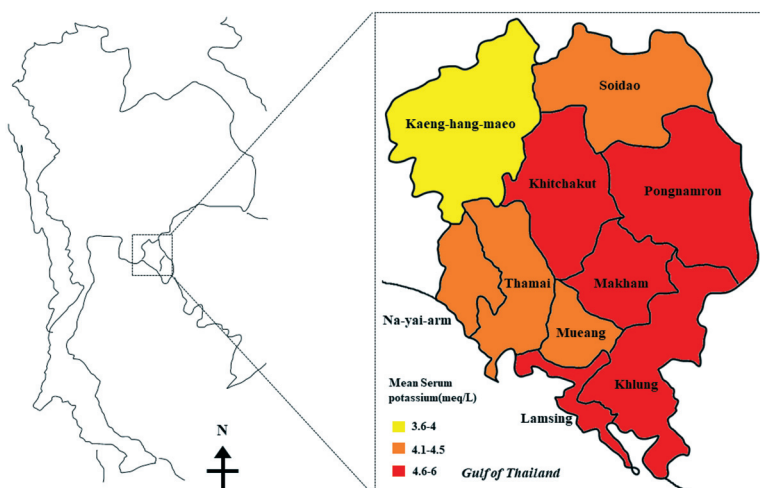 Soidao
Kaeng-hang-maeo
Khitchakut
Pongnamron
Thamai
Makham
Na-yai-arm
Mueang
Mean Serum
potassium(meq/L)
Khlung
Lamsing
3.6-4
4.1-4.5
4.6-6
Gulf of Thailand
N